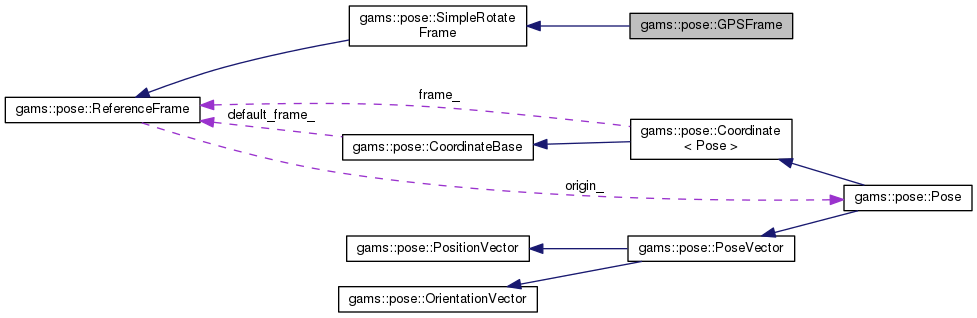 gams::pose::SimpleRotate
Frame
gams::pose::GPSFrame
gams::pose::ReferenceFrame
frame_
default_frame_
gams::pose::CoordinateBase
gams::pose::Coordinate
< Pose >
origin_
gams::pose::Pose
gams::pose::PositionVector
gams::pose::PoseVector
gams::pose::OrientationVector